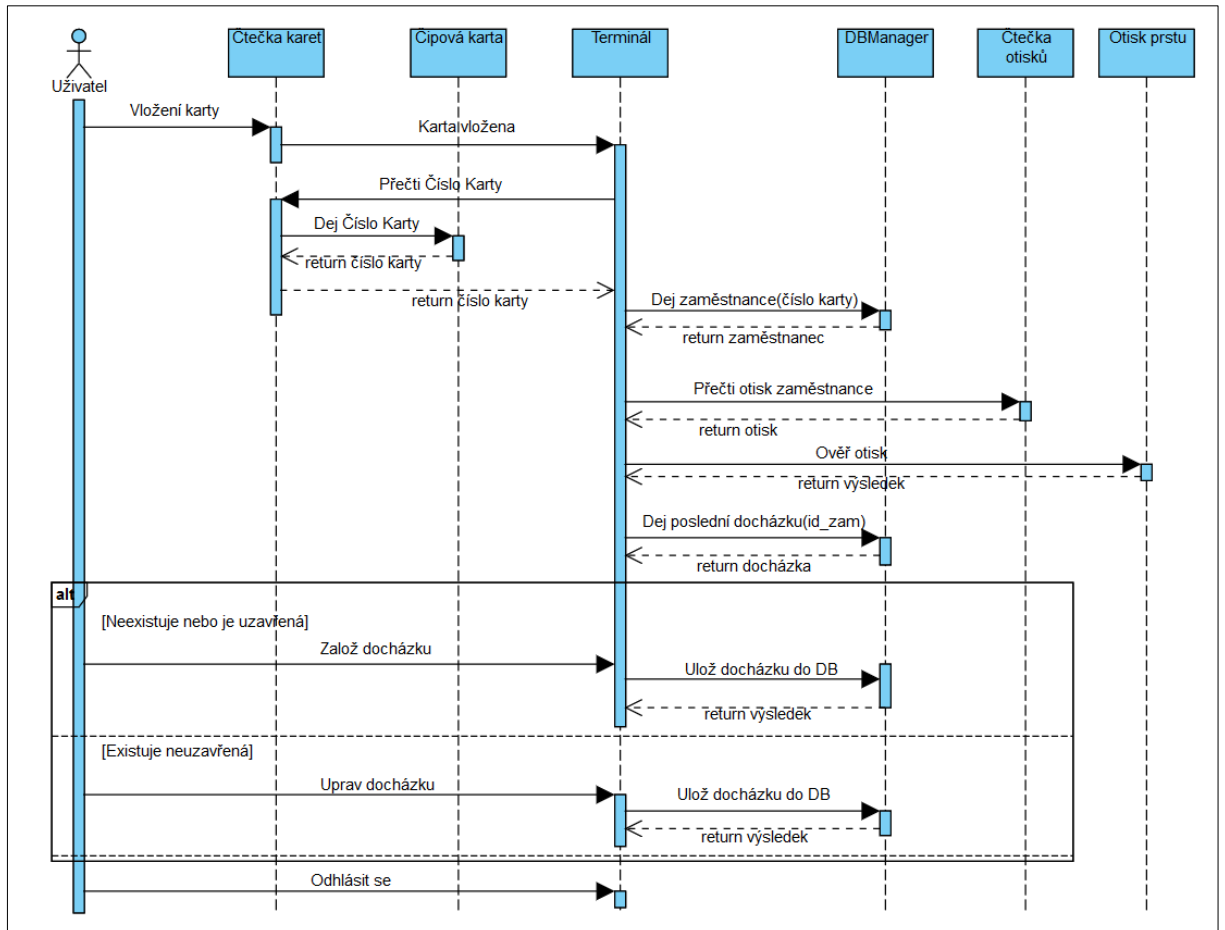 Čtečka karet
Čipová karta
Terminál
DBManager
Čtečka
otisků
Otisk prstu
Uživatel
Vložení karty
Karta vložena
Přečti Číslo Karty
Dej Číslo Karty
return číslo karty
return číslo karty
Dej zaměstnance(číslo karty)
return zaměstnanec
Přečti otisk zaměstnance
return otisk
Ověř otisk
return výsledek
Dej poslední docházku(id_zam)
return docházka
alt
[Neexistuje nebo je uzavřená]
Založ docházku
Ulož docházku do DB
return výsledek
[Existuje neuzavřená]
Uprav docházku
Ulož docházku do DB
return výsledek
Odhlásit se